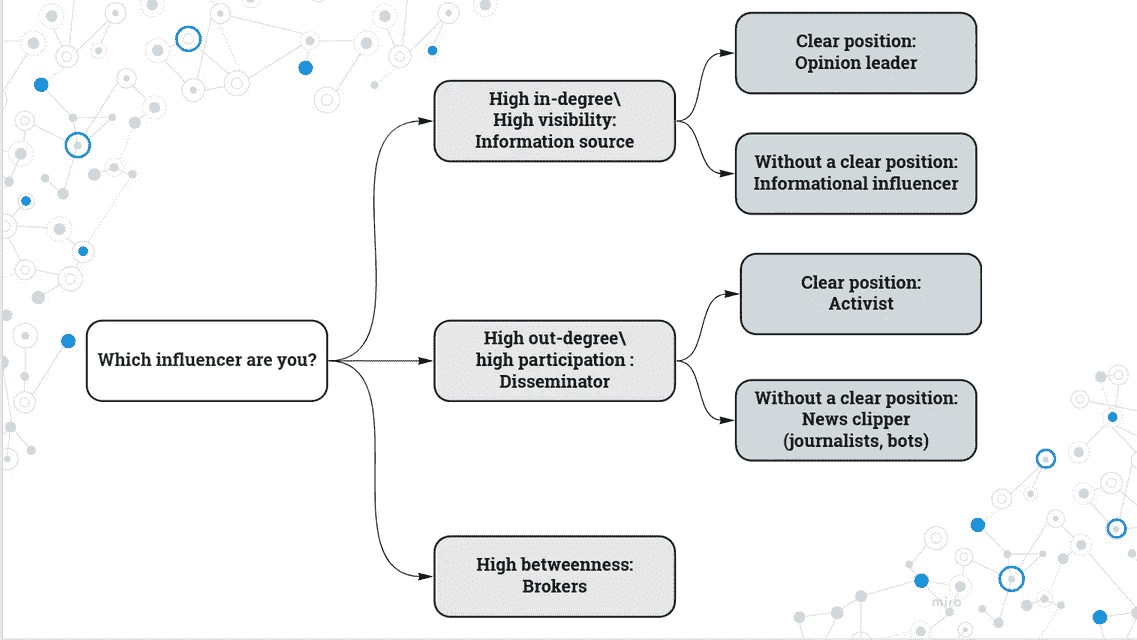 Which influencer are you?
High in-degree\
High visibility:
Information source
Clear position:
Opinion leader
Without a clear position:
Informational influencer
High out-degree\
high participation :
Disseminator
Clear position:
Activist
Without a clear position:
News clipper
(journalists, bots)
High betweenness:
Brokers
miro